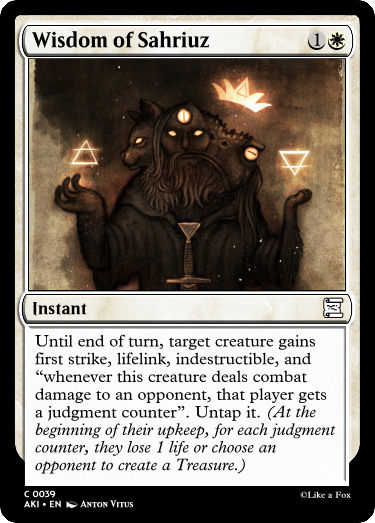 Wisdom of Sahriuz 1
Instant
Until end of turn, target creature gains
first strike, lifelink, indestructible, and
“whenever this creature deals combat
damage to an opponent, that player gets
a judgment counter”. Untap it. (At the
beginning of their upkeep, for each judgment
counter, they lose 1 life or choose an
opponent to create a Treasure.)
C 0039
AKI • EN Anton Vitus
©Like a Fox